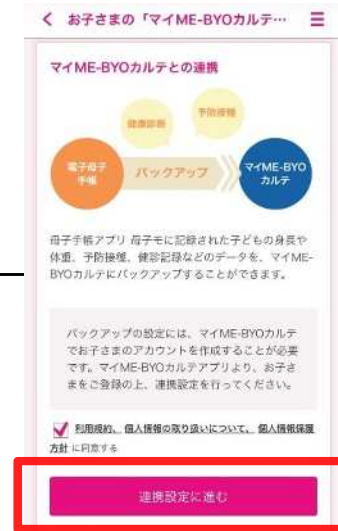 お子さまの「マイME-BYOカルテ…
マイME-BYOカルテとの連携
健康診断
予防接種
電子母子
手帳
バックアップ
マイME-BYO
カルテ
母子手帳アプリ 母子モに記録された子どもの身長や
体重、予防接種、健診記録などのデータを、マイME-
BYOカルテにバックアップすることができます。
バックアップの設定には、マイME-BYOカルテ
でお子さまのアカウントを作成することが必要
です。マイME-BYOカルテアプリより、お子さ
まをご登録の上、連携設定を行ってください。
利用規約、個人情報の取り扱いについて、個人情報保護
方針 に同意する
連携設定に進む